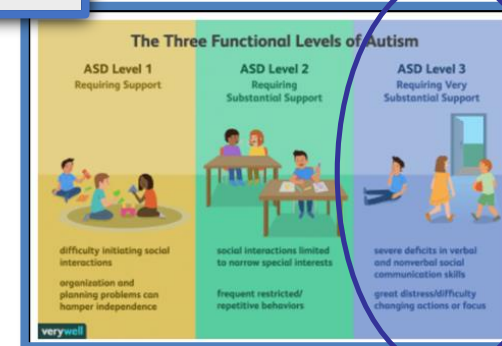 The Three Functional Levels of Autism
ASD Level 1
Requiring Support
difficulty initiating social
interactions
organization and
planning problems can
hamper independence
ASD Level 2
Requiring
Substantial Support
social interactions limited
to narrow special interests
frequent restricted/
repetitive behaviors
ASD Level 3
Requiring Very
Substantial Support
severe deficits in verbal
and nonverbal social
communication skills
great distress/difficulty
changing actions or focus
verywell